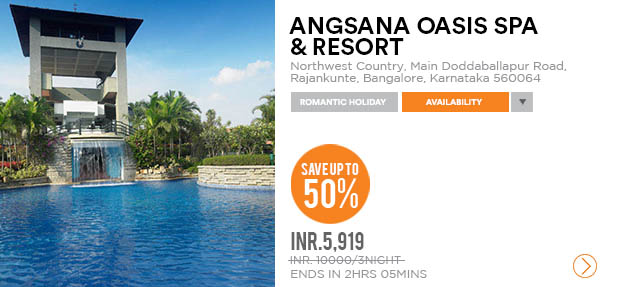 ANGSANA OASIS SPA
& RESORT
Northwest Country, Main Doddaballapur Road,
Rajankunte, Bangalore, Karnataka 560064
ROMANTIC HOLIDAY
AVAILABILITY
SAVE UP TO
50%
INR.5,919
INR. 10000/3NIGHT
ENDS IN 2HRS 05MINS